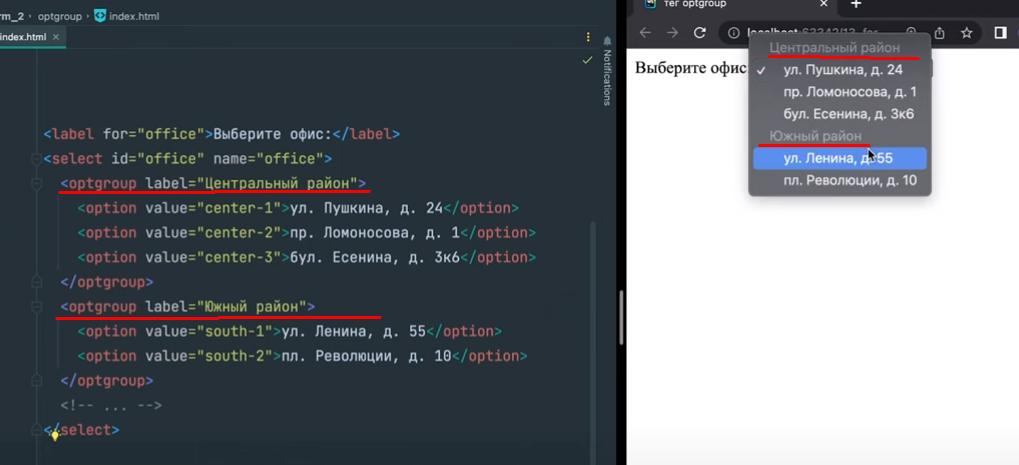 rm_2 › optgroup › index.html
index.html ×
Notifications
<label for="office">Выберите офис:</label>
<select id="office" name="office">
<optgroup label="Центральный район">
<option value="center-1">ул. Пушкина, д. 24</option>
<option value="center-2">пр. Ломоносова, д. 1</option>
<option value="center-3">бул. Есенина, д. 3к6</option>
</optgroup>
<optgroup label="Южный район">
<option value="south-1">ул. Ленина, д. 55</option>
<option value="south-2">пл. Революции, д. 10</option>
</optgroup>
<!-- ... -->
</select>
тег optgroup
Выберите офис:
Центральный район
✓ ул. Пушкина, д. 24
пр. Ломоносова, д. 1
бул. Есенина, д. 3к6
Южный район
ул. Ленина, д. 55
пл. Революции, д. 10